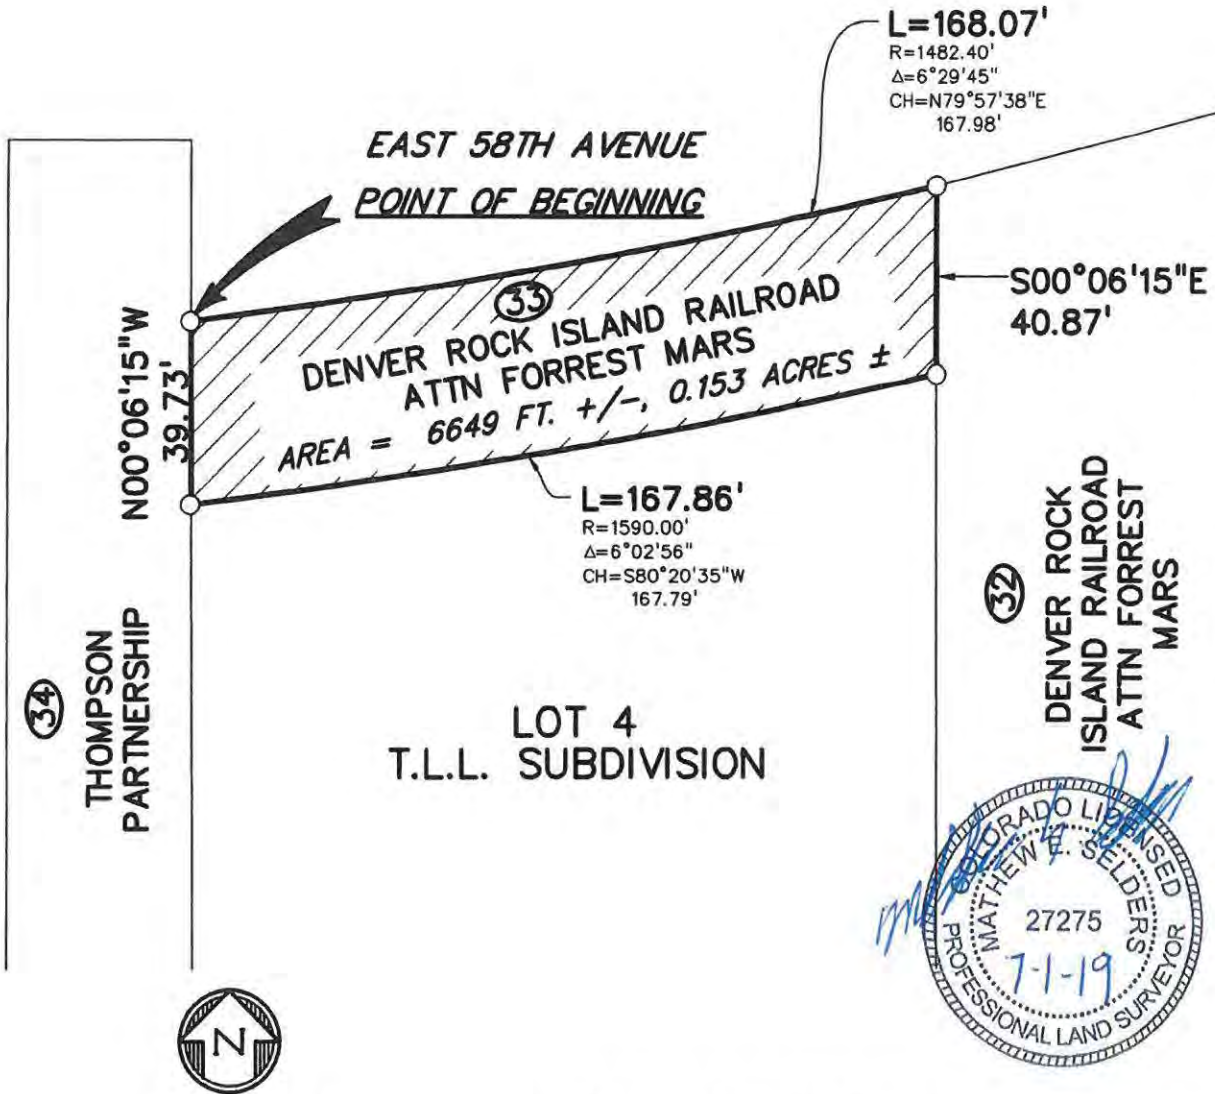 L=168.07'
R=1482.40'
Δ=6°29'45"
CH=N79°57'38"E
167.98'
EAST 58TH AVENUE
POINT OF BEGINNING
33
DENVER ROCK ISLAND RAILROAD
ATTN FORREST MARS
AREA = 6649 FT. +/-, 0.153 ACRES ±
N00°06'15"W
39.73'
S00°06'15"E
40.87'
L=167.86'
R=1590.00'
Δ=6°02'56"
CH=S80°20'35"W
167.79'
34
THOMPSON
PARTNERSHIP
LOT 4
T.L.L. SUBDIVISION
32
DENVER ROCK
ISLAND RAILROAD
ATTN FORREST
MARS
COLORADO LICENSED
MATHEW E. SELDERS
27275
7-1-19
PROFESSIONAL LAND SURVEYOR
N